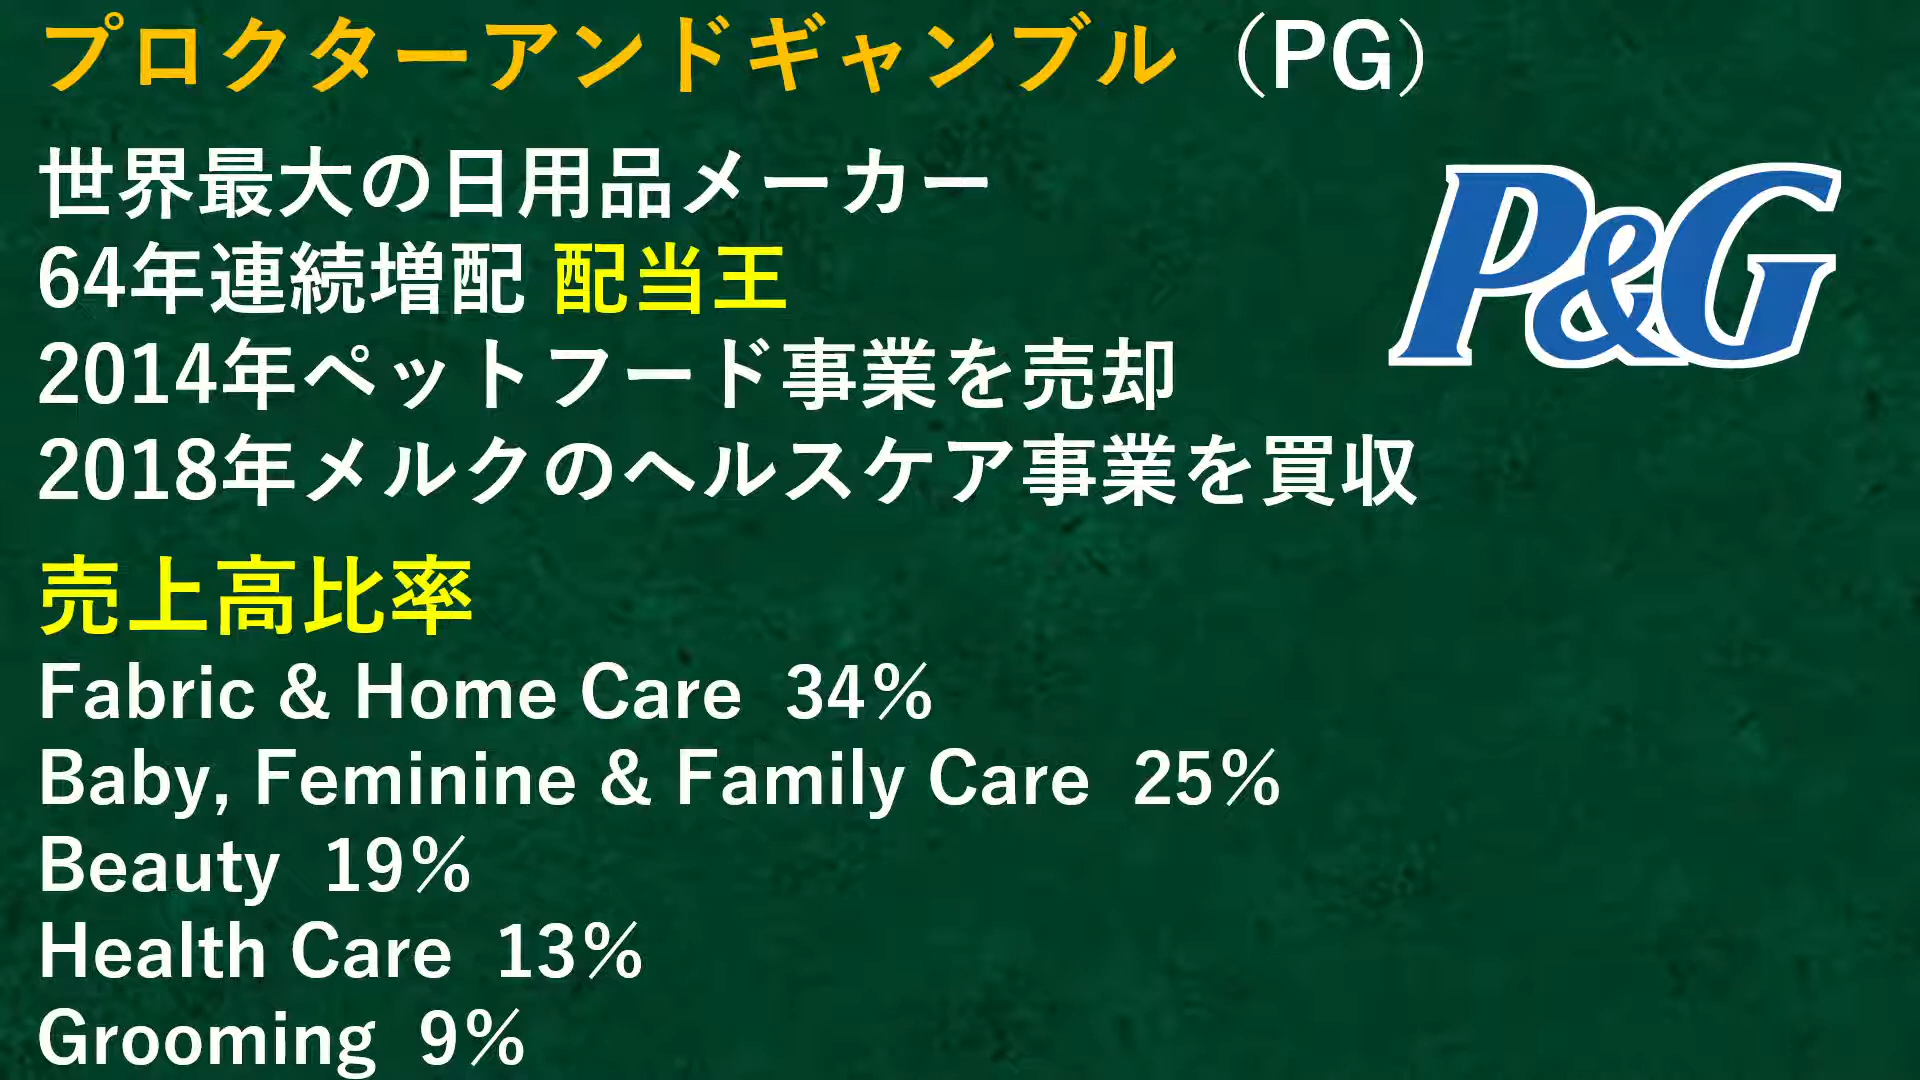 プロクターアンドギャンブル（PG）
P&G
世界最大の日用品メーカー
64年連続増配 配当王
2014年ペットフード事業を売却
2018年メルクのヘルスケア事業を買収
売上高比率
Fabric & Home Care 34%
Baby, Feminine & Family Care 25%
Beauty 19%
Health Care 13%
Grooming 9%